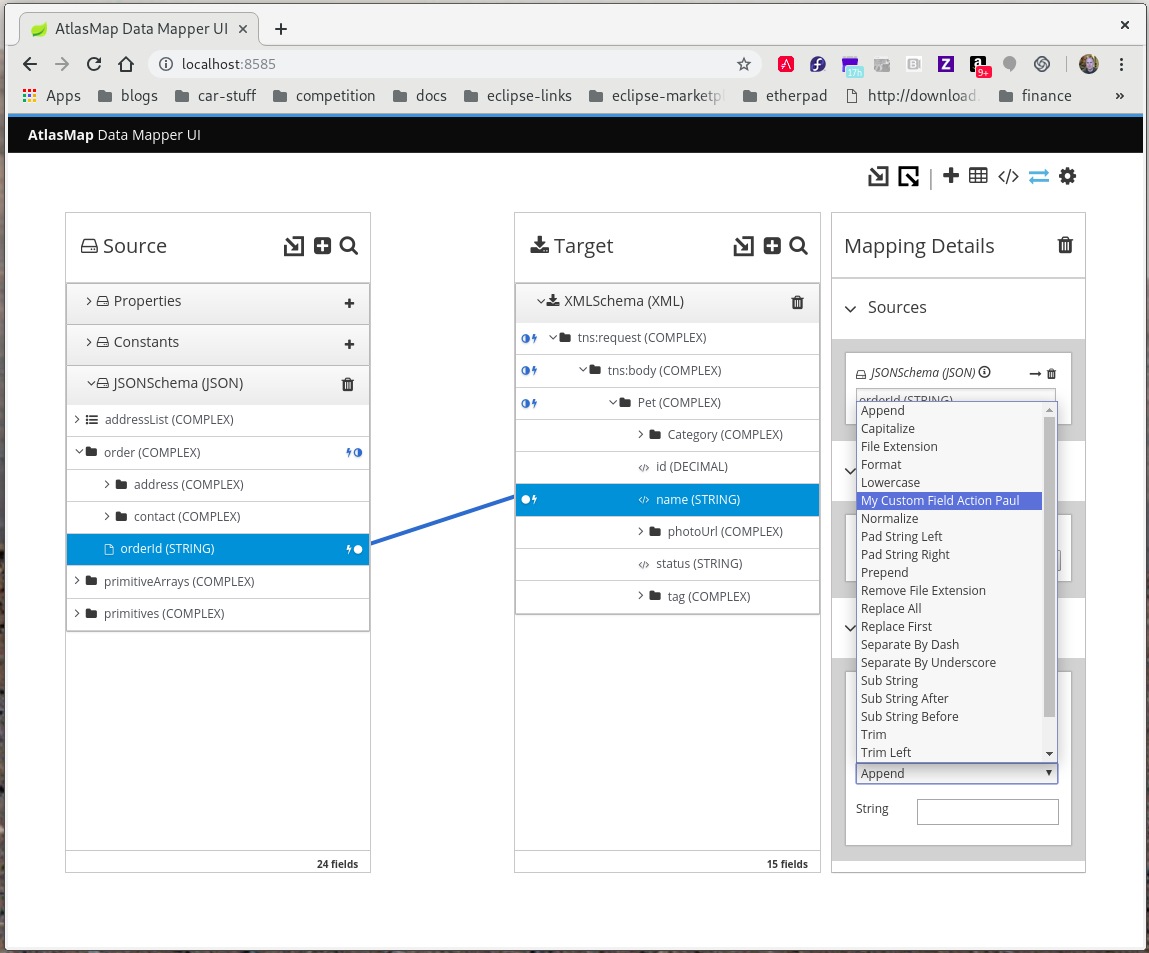 AtlasMap Data Mapper UI
localhost:8585
17h
9+
Apps blogs car-stuff competition docs eclipse-links eclipse-marketpl etherpad http://download. finance »
AtlasMap Data Mapper UI
Source
Properties
Constants
JSONSchema (JSON)
addressList (COMPLEX)
order (COMPLEX)
address (COMPLEX)
contact (COMPLEX)
orderId (STRING)
primitiveArrays (COMPLEX)
primitives (COMPLEX)
24 fields
Target
XMLSchema (XML)
tns:request (COMPLEX)
tns:body (COMPLEX)
Pet (COMPLEX)
Category (COMPLEX)
id (DECIMAL)
name (STRING)
photoUrl (COMPLEX)
status (STRING)
tag (COMPLEX)
15 fields
Mapping Details
Sources
JSONSchema (JSON)
orderId (STRING)
Append
Capitalize
File Extension
Format
Lowercase
My Custom Field Action Paul
Normalize
Pad String Left
Pad String Right
Prepend
Remove File Extension
Replace All
Replace First
Separate By Dash
Separate By Underscore
Sub String
Sub String After
Sub String Before
Trim
Trim Left
Append
String